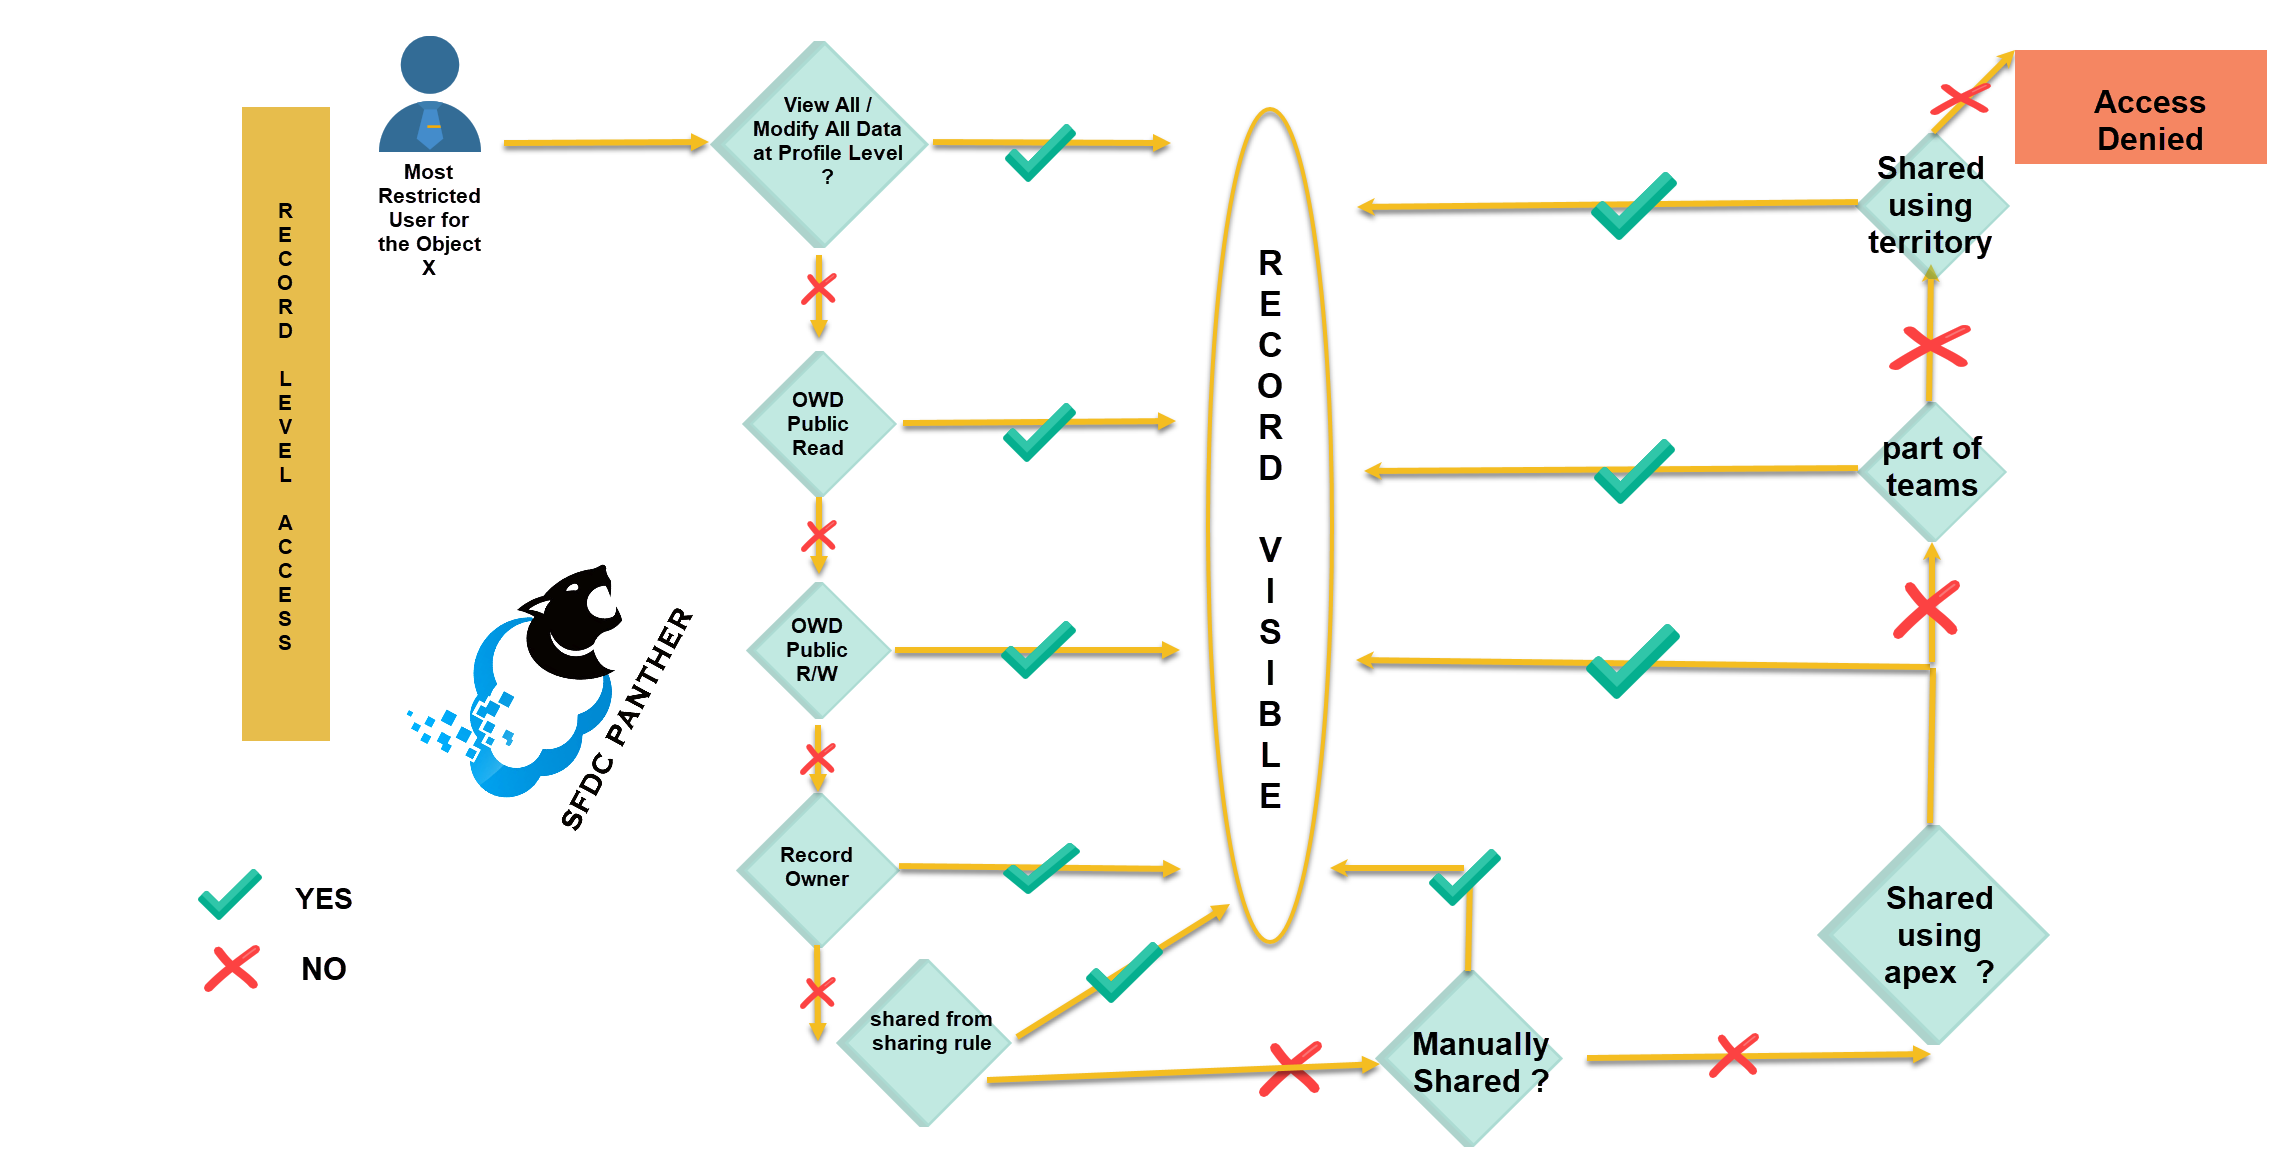 RECORD LEVEL ACCESS
Most
Restricted
User for
the Object
X
View All /
Modify All Data
at Profile Level
?
OWD
Public
Read
OWD
Public
R/W
Record
Owner
shared from
sharing rule
RECORD VISIBLE
Manually
Shared ?
Shared
using
apex ?
part of
teams
Shared
using
territory
Access
Denied
SFDC PANTHER
YES
NO